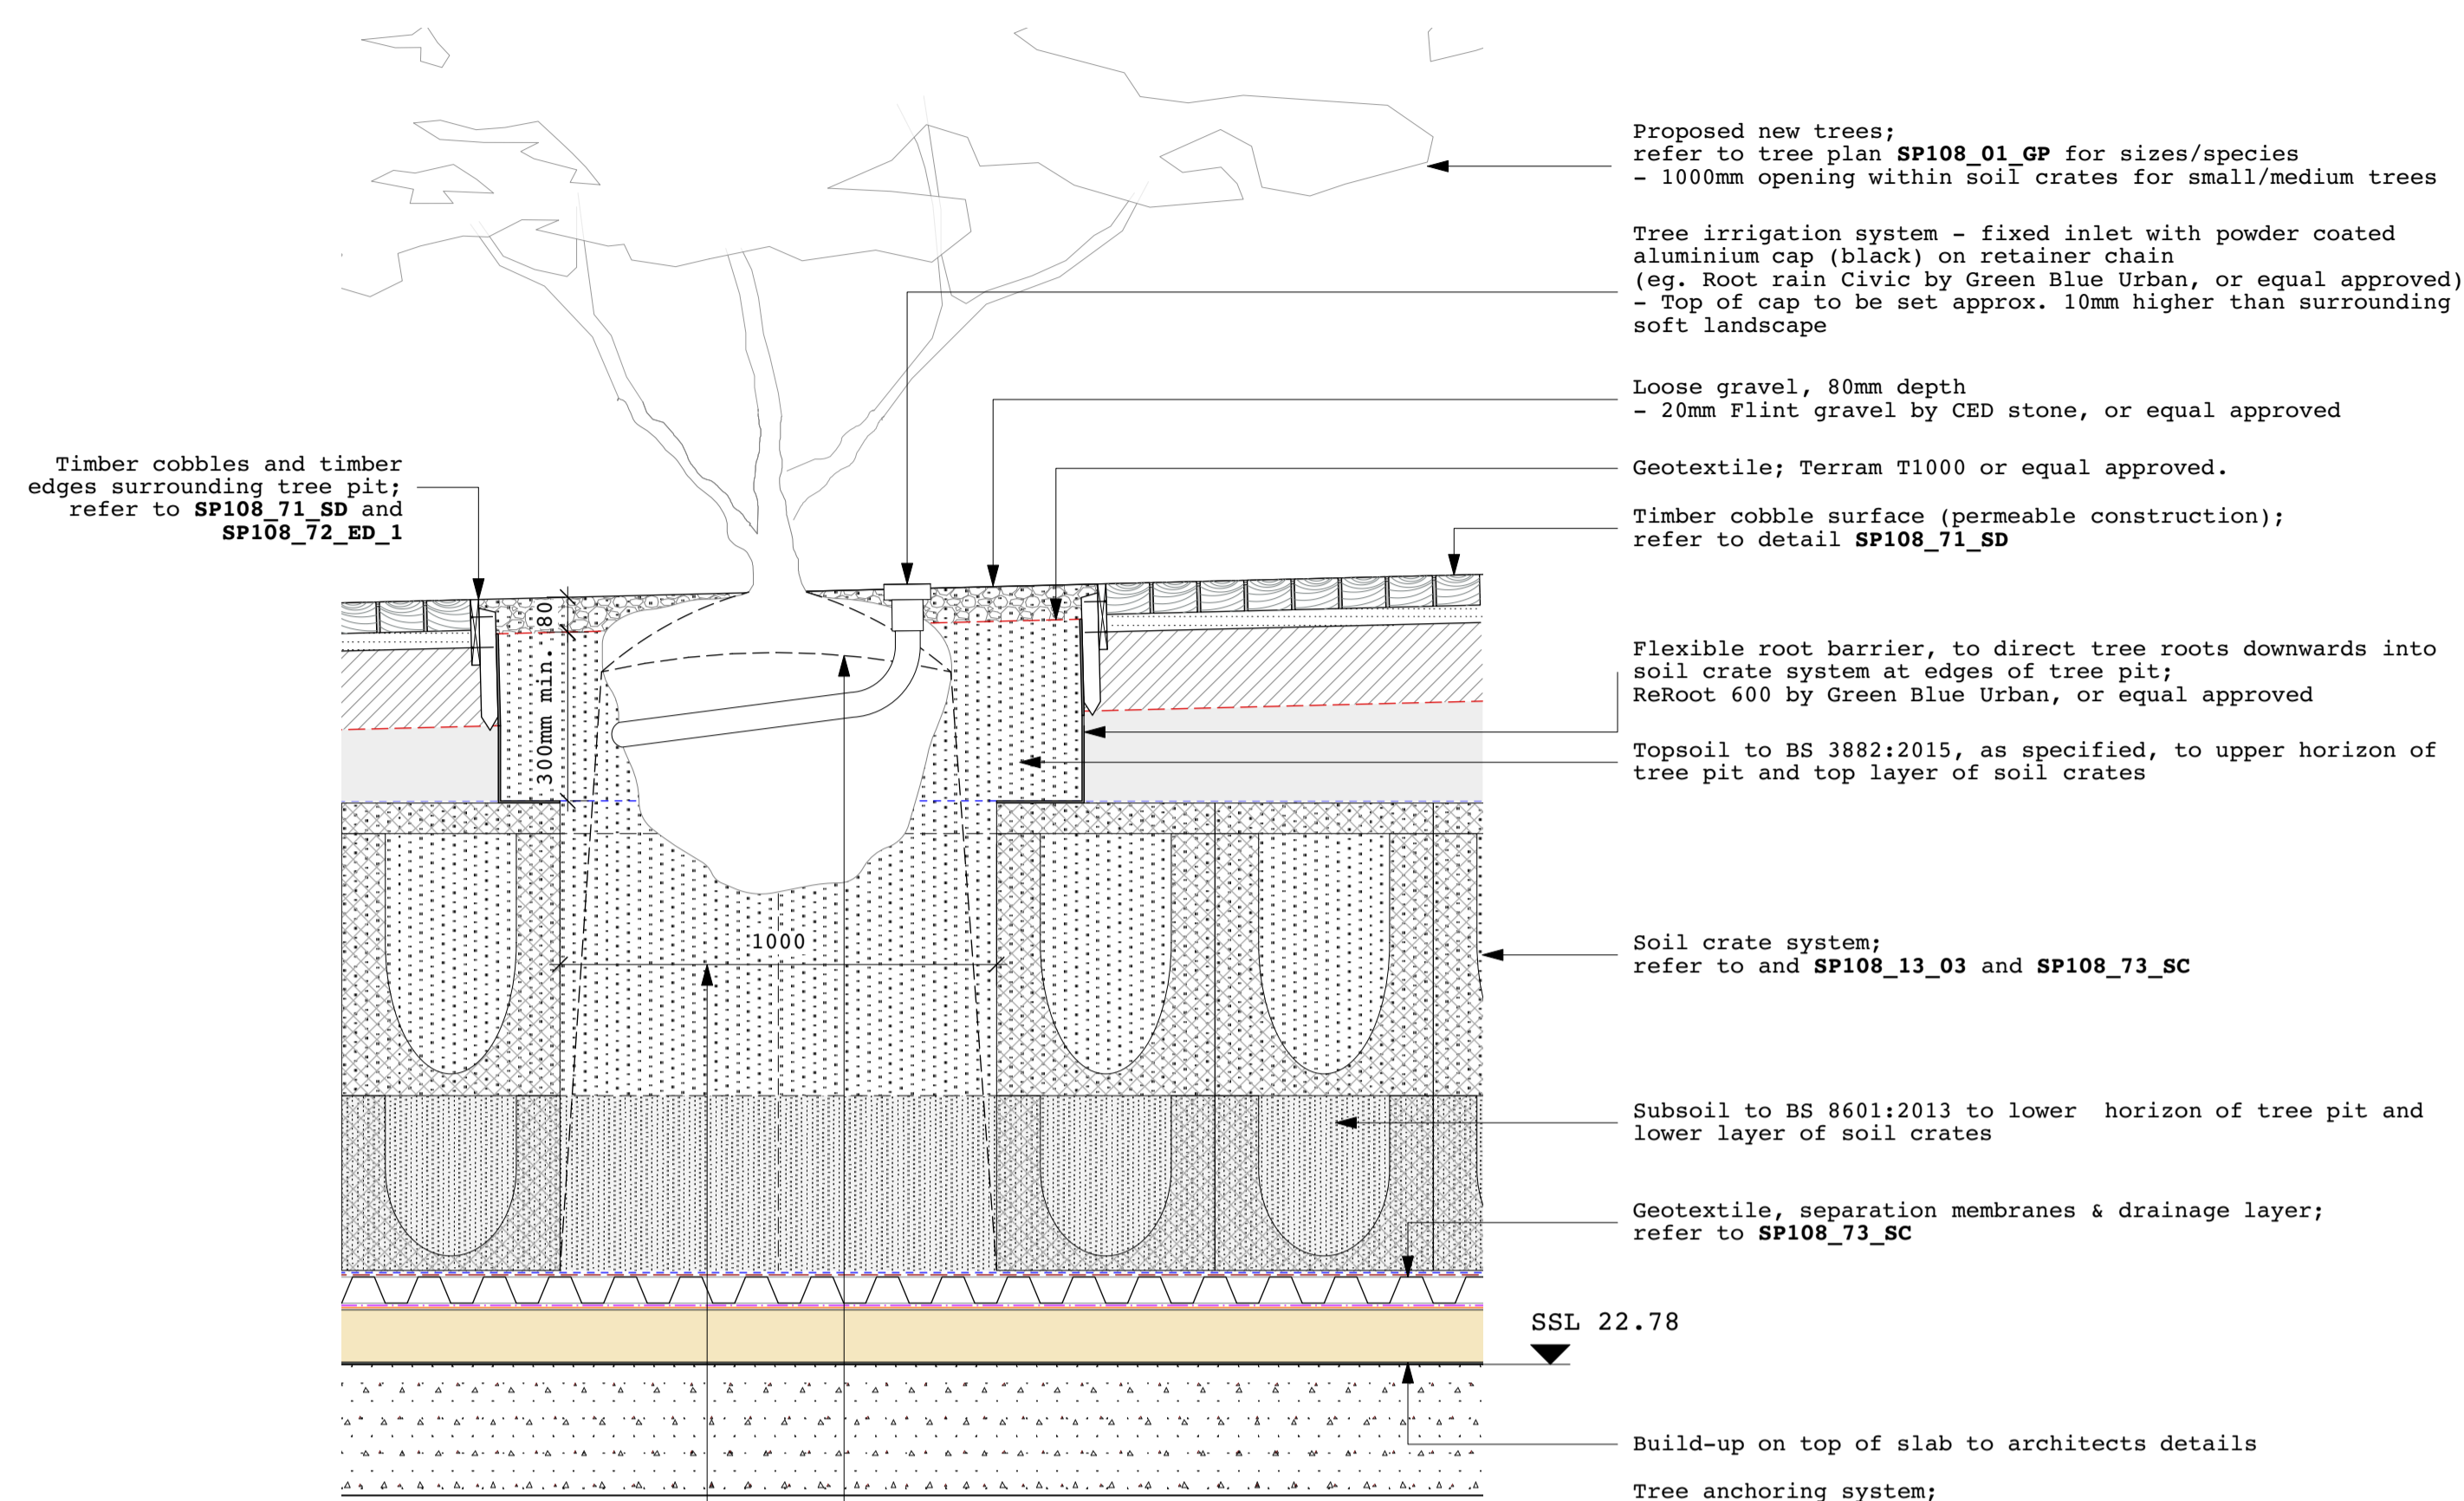 Proposed new trees;
refer to tree plan SP108_01_GP for sizes/species
- 1000mm opening within soil crates for small/medium trees
Tree irrigation system - fixed inlet with powder coated
aluminium cap (black) on retainer chain
(eg. Root rain Civic by Green Blue Urban, or equal approved)
- Top of cap to be set approx. 10mm higher than surrounding
soft landscape
Loose gravel, 80mm depth
- 20mm Flint gravel by CED stone, or equal approved
Timber cobbles and timber
edges surrounding tree pit;
refer to SP108_71_SD and
SP108_72_ED_1
Geotextile; Terram T1000 or equal approved.
Timber cobble surface (permeable construction);
refer to detail SP108_71_SD
80
300mm min.
Flexible root barrier, to direct tree roots downwards into
soil crate system at edges of tree pit;
ReRoot 600 by Green Blue Urban, or equal approved
Topsoil to BS 3882:2015, as specified, to upper horizon of
tree pit and top layer of soil crates
1000
Soil crate system;
refer to and SP108_13_03 and SP108_73_SC
Subsoil to BS 8601:2013 to lower  horizon of tree pit and
lower layer of soil crates
Geotextile, separation membranes & drainage layer;
refer to SP108_73_SC
SSL 22.78
Build-up on top of slab to architects details
Tree anchoring system;